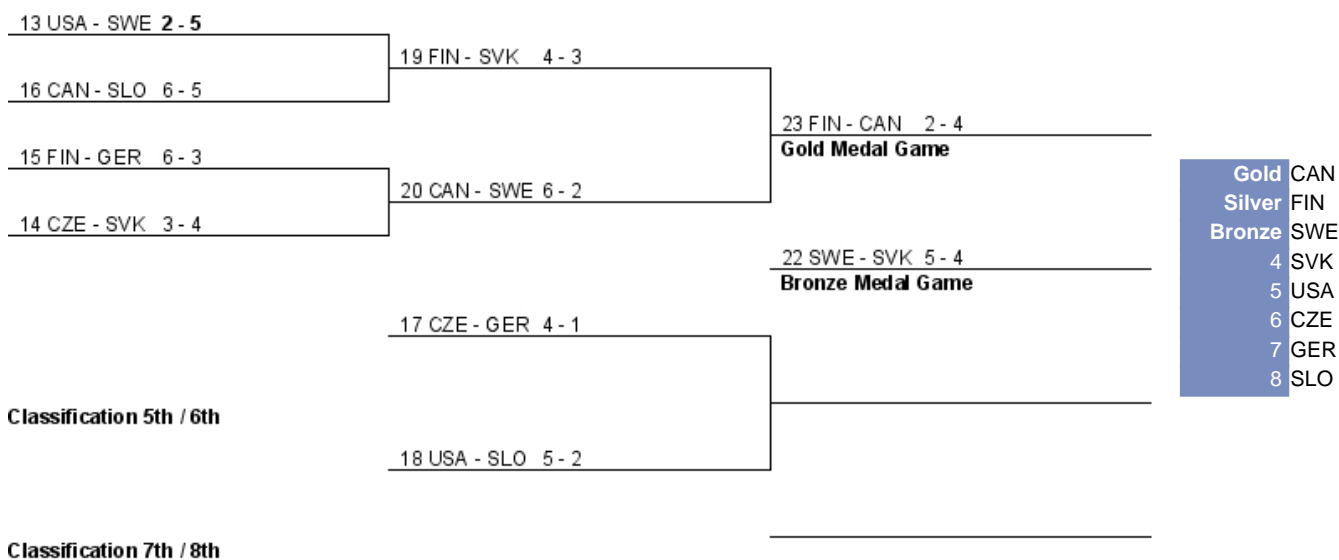 13 USA - SWE 2 - 5
19 FIN - SVK 4 - 3
16 CAN - SLO 6 - 5
23 FIN - CAN 2 - 4
Gold Medal Game
15 FIN - GER 6 - 3
20 CAN - SWE 6 - 2
14 CZE - SVK 3 - 4
22 SWE - SVK 5 - 4
Bronze Medal Game
17 CZE - GER 4 - 1
Classification 5th / 6th
18 USA - SLO 5 - 2
Classification 7th / 8th
Gold CAN
Silver FIN
Bronze SWE
4 SVK
5 USA
6 CZE
7 GER
8 SLO